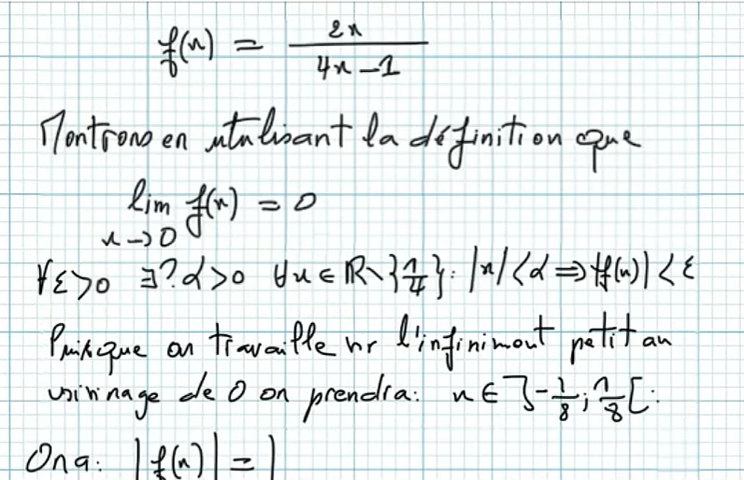 f(x) = 2x / (4x - 1)
Montrons en utulisant la définition que
lim f(x) = 0
x → 0
∀ε>0 ∃?α>0 ∀x ∈ ℝ\{1/4}: |x|<α ⇒ |f(x)| < ε
Puisque on travaille sur l'infiniment petit au
voisinage de 0 on prendra: x ∈ ]-1/8; 1/8[:
On a: |f(x)| = |